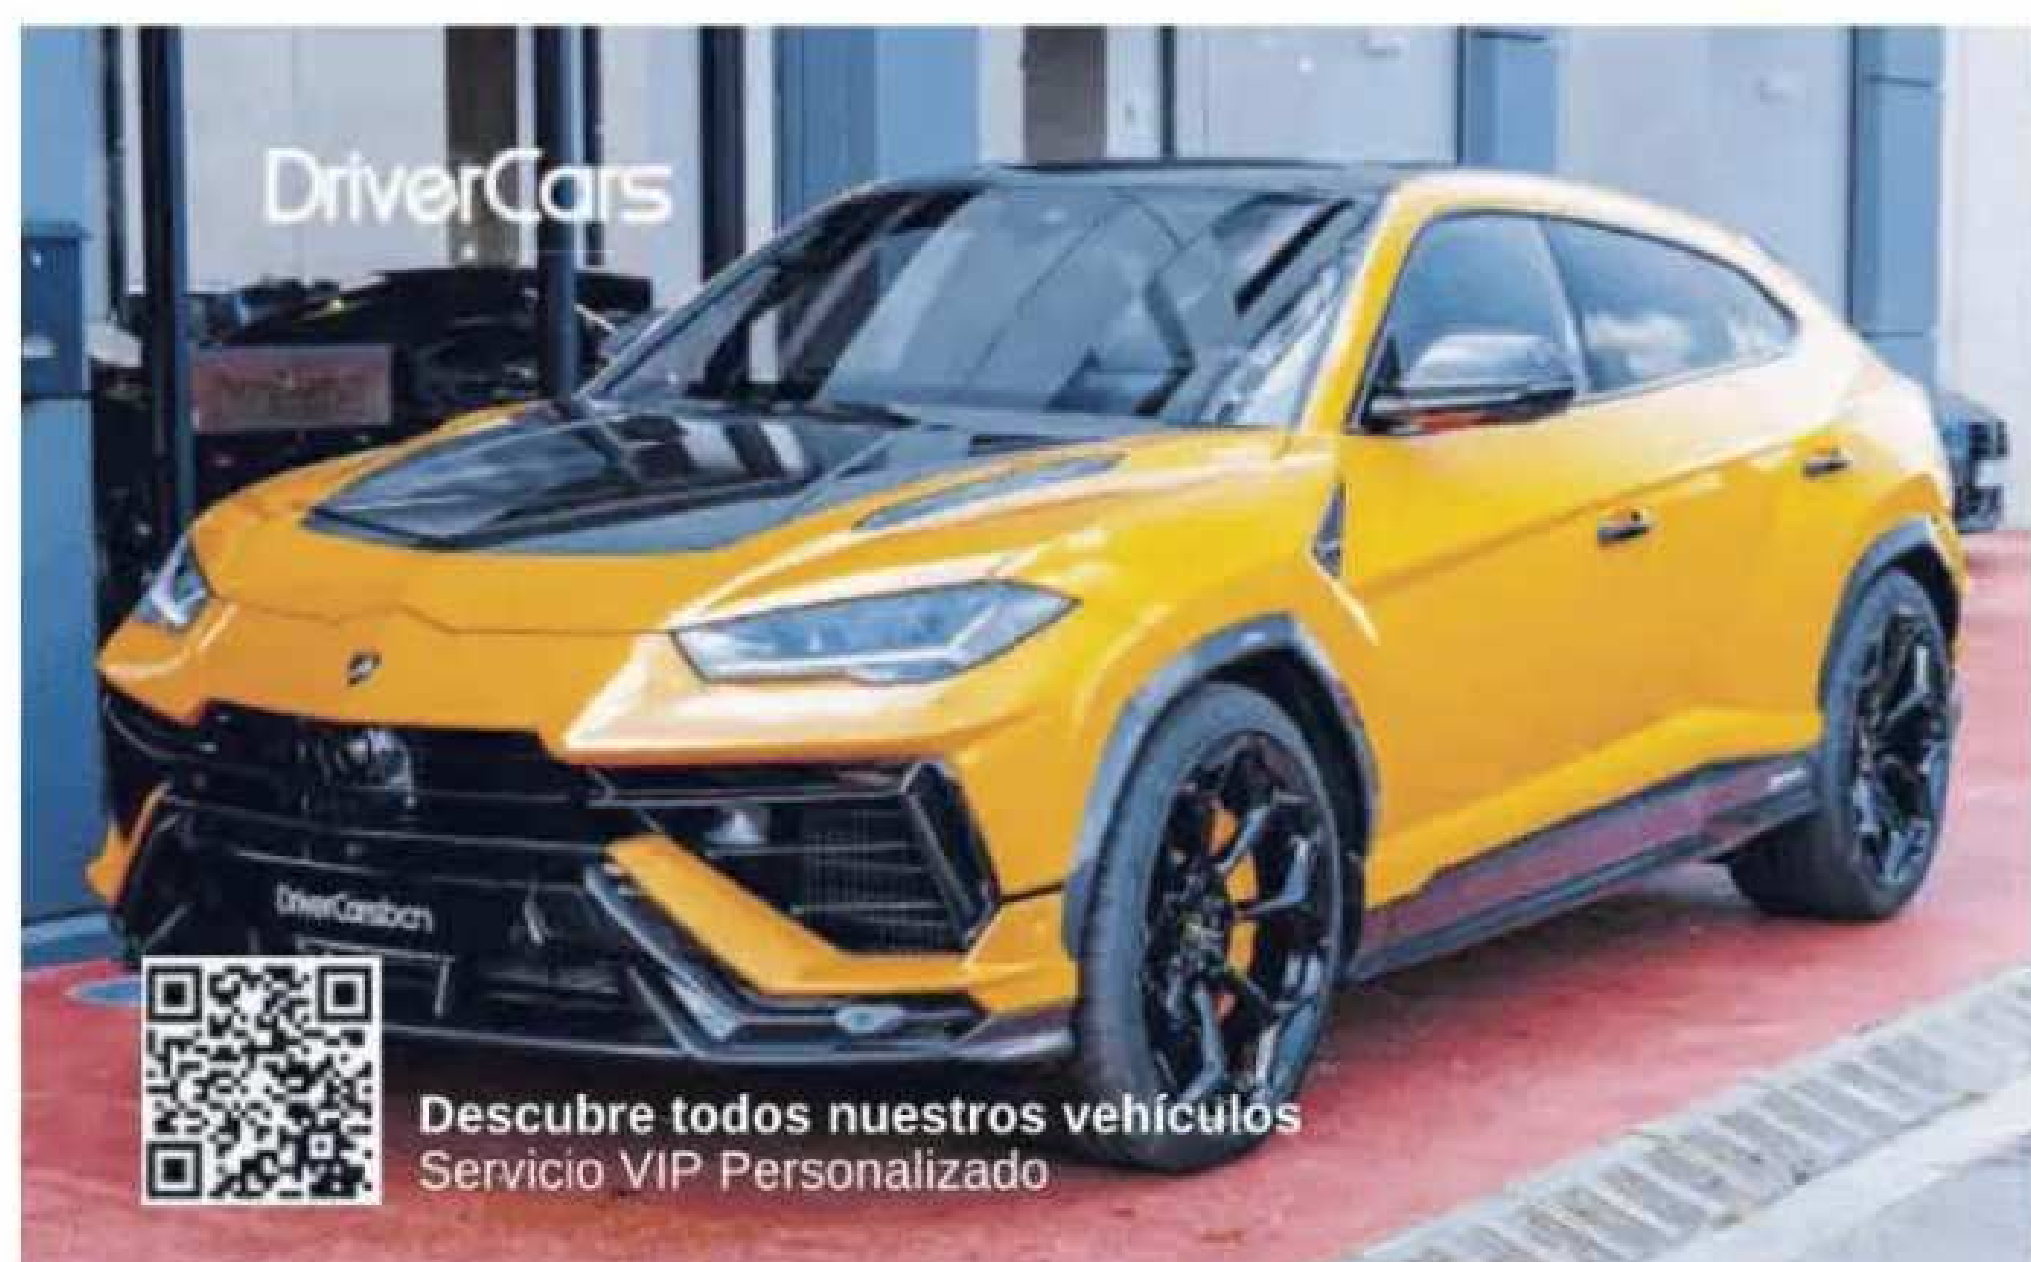 DriverCars
DriverCarsbcn
Descubre todos nuestros vehículos
Servicio VIP Personalizado